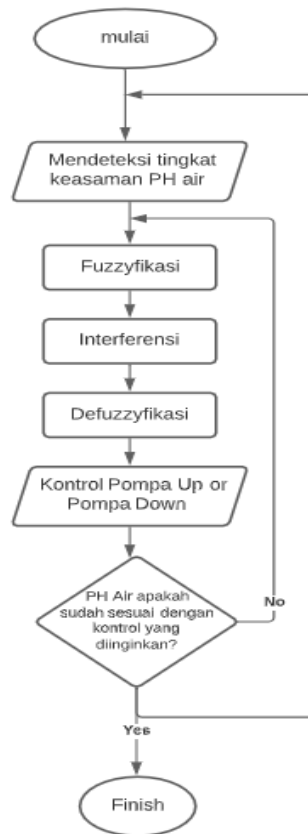 mulai
Mendeteksi tingkat
keasaman PH air
Fuzzyfikasi
Interferensi
Defuzzyfikasi
Kontrol Pompa Up or
Pompa Down
PH Air apakah
sudah sesuai dengan
kontrol yang
diinginkan?
No
Yes
Finish